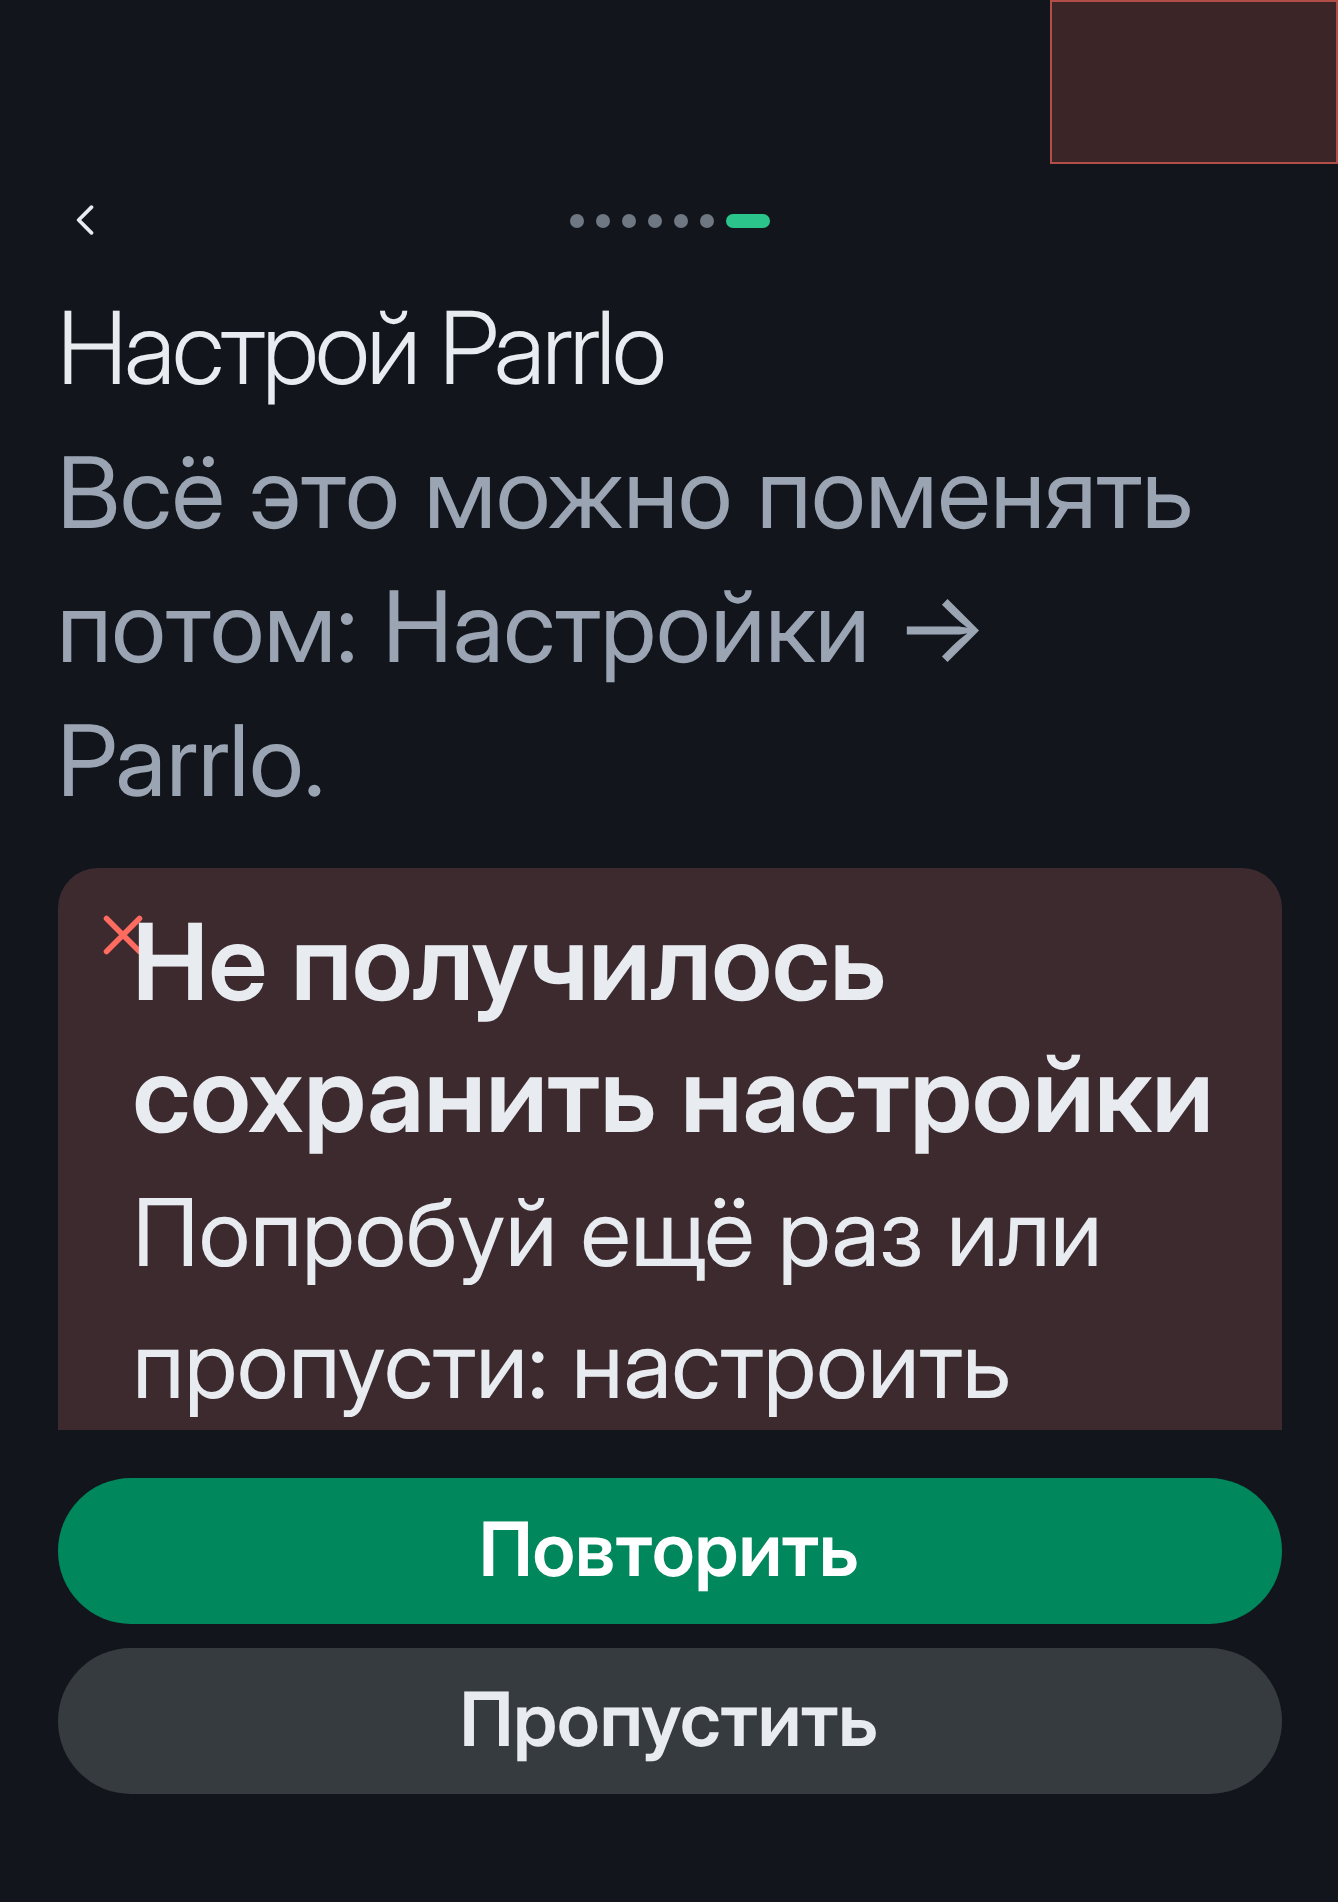 Настрой Parrlo
Всё это можно поменять
потом: Настройки →
Parrlo.
Не получилось
сохранить настройки
Попробуй ещё раз или
пропусти: настроить
Повторить
Пропустить